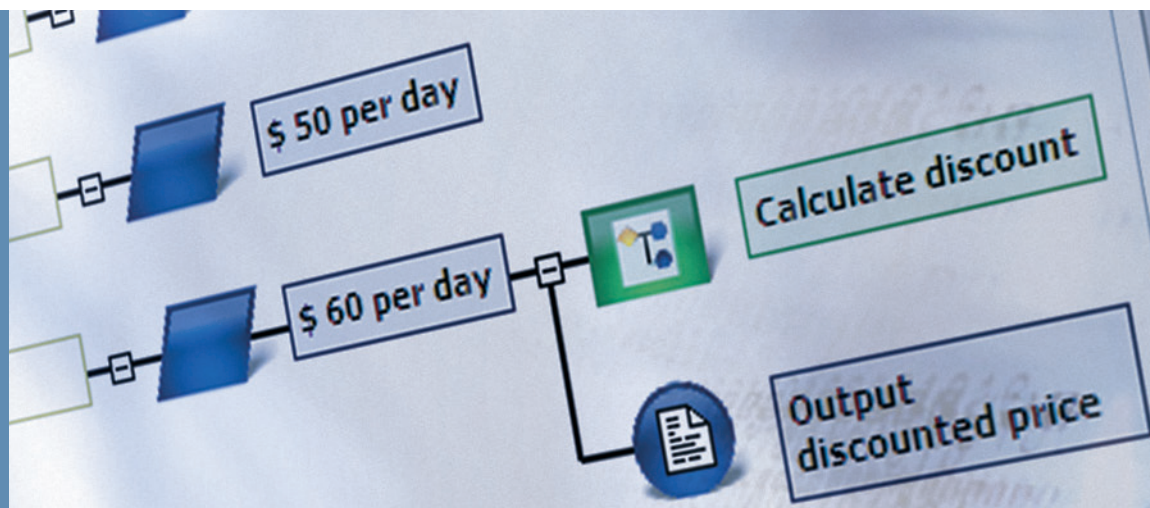 $ 50 per day
Calculate discount
$ 60 per day
Output
discounted price